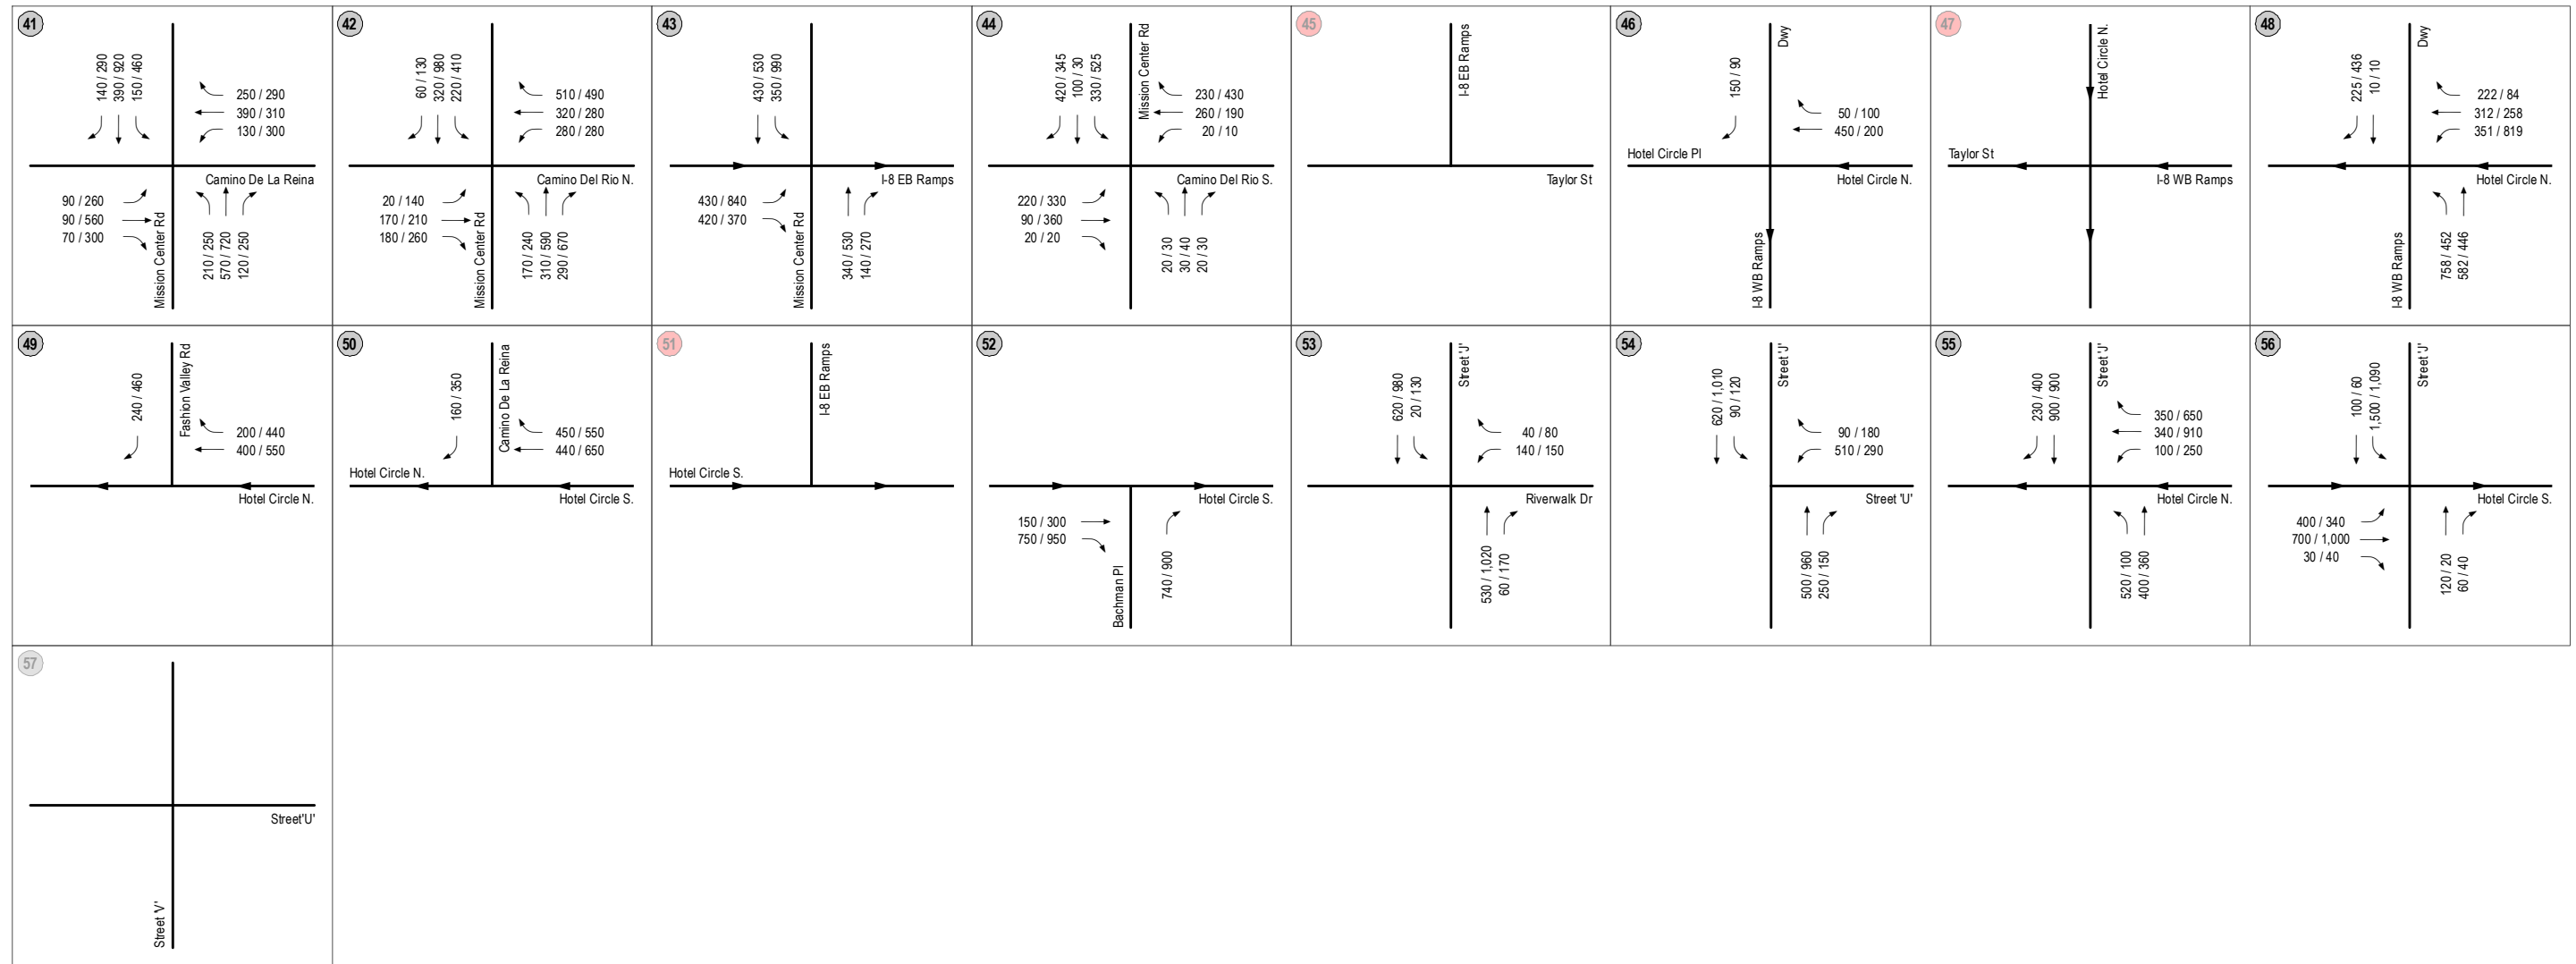 41
140 / 290
390 / 920
150 / 460
250 / 290
390 / 310
130 / 300
Camino De La Reina
90 / 260
90 / 560
70 / 300
Mission Center Rd
210 / 250
570 / 720
120 / 250
42
60 / 130
320 / 980
220 / 410
510 / 490
320 / 280
280 / 280
Camino Del Rio N.
20 / 140
170 / 210
180 / 260
Mission Center Rd
170 / 240
310 / 590
290 / 670
43
430 / 530
350 / 990
I-8 EB Ramps
430 / 840
420 / 370
Mission Center Rd
340 / 530
140 / 270
44
420 / 345
100 / 30
330 / 525
Mission Center Rd
230 / 430
260 / 190
20 / 10
Camino Del Rio S.
220 / 330
90 / 360
20 / 20
20 / 30
30 / 40
20 / 30
45
I-8 EB Ramps
Taylor St
46
150 / 90
Dwy
50 / 100
450 / 200
Hotel Circle Pl
Hotel Circle N.
I-8 WB Ramps
47
Hotel Circle N.
Taylor St
I-8 WB Ramps
48
225 / 436
10 / 10
Dwy
222 / 84
312 / 258
351 / 819
Hotel Circle N.
I-8 WB Ramps
758 / 452
582 / 446
49
240 / 460
Fashion Valley Rd
200 / 440
400 / 550
Hotel Circle N.
50
160 / 350
Camino De La Reina
450 / 550
440 / 650
Hotel Circle N.
Hotel Circle S.
51
I-8 EB Ramps
Hotel Circle S.
52
Hotel Circle S.
150 / 300
750 / 950
Bachman Pl
740 / 900
53
620 / 980
20 / 130
Street 'J'
40 / 80
140 / 150
Riverwalk Dr
530 / 1,020
60 / 170
54
620 / 1,010
90 / 120
Street 'J'
90 / 180
510 / 290
Street 'U'
500 / 960
250 / 150
55
230 / 400
900 / 900
Street 'J'
350 / 650
340 / 910
100 / 250
Hotel Circle N.
520 / 100
400 / 360
56
100 / 60
1,500 / 1,090
Street 'J'
Hotel Circle S.
400 / 340
700 / 1,000
30 / 40
120 / 20
60 / 40
57
Street'U'
Street 'V'